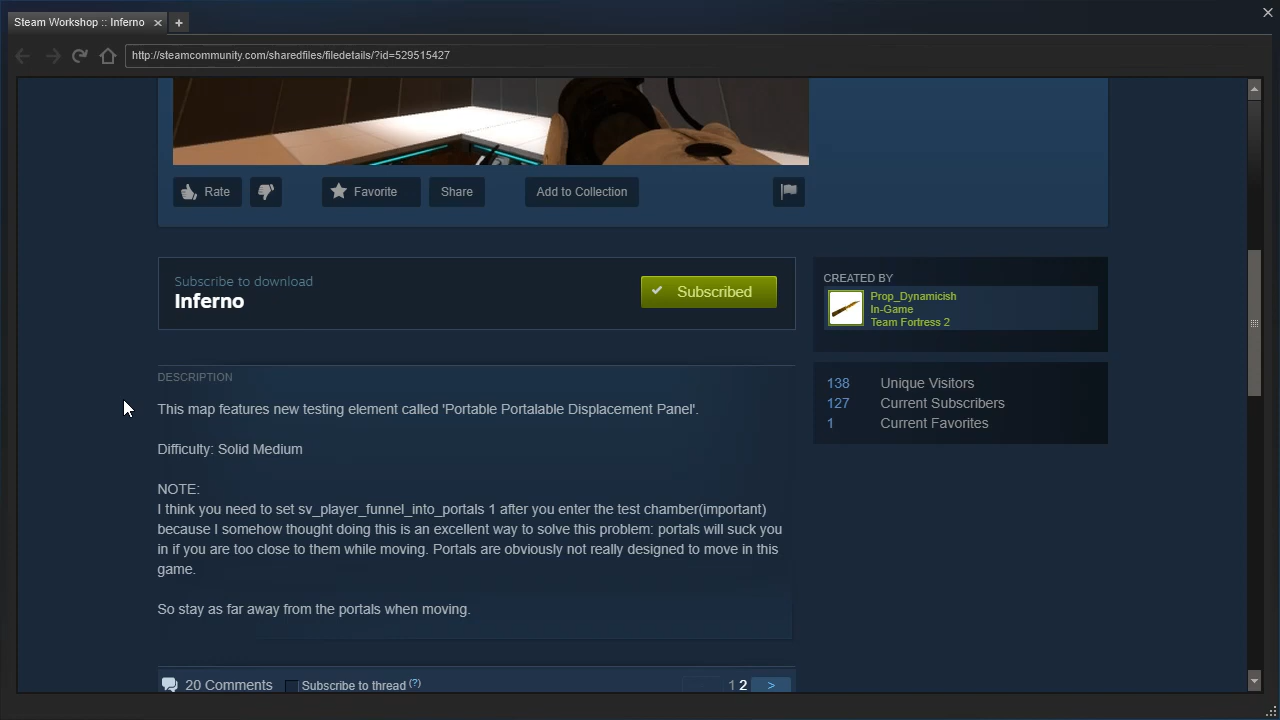 Steam Workshop :: Inferno
http://steamcommunity.com/sharedfiles/filedetails/?id=529515427
Rate
Favorite
Share
Add to Collection
Subscribe to download
Inferno
Subscribed
CREATED BY
Prop_Dynamicish
In-Game
Team Fortress 2
138 Unique Visitors
127 Current Subscribers
1 Current Favorites
DESCRIPTION
This map features new testing element called 'Portable Portalable Displacement Panel'.
Difficulty: Solid Medium
NOTE:
I think you need to set sv_player_funnel_into_portals 1 after you enter the test chamber(important)
because I somehow thought doing this is an excellent way to solve this problem: portals will suck you
in if you are too close to them while moving. Portals are obviously not really designed to move in this
game.
So stay as far away from the portals when moving.
20 Comments Subscribe to thread (?) 1 2 >